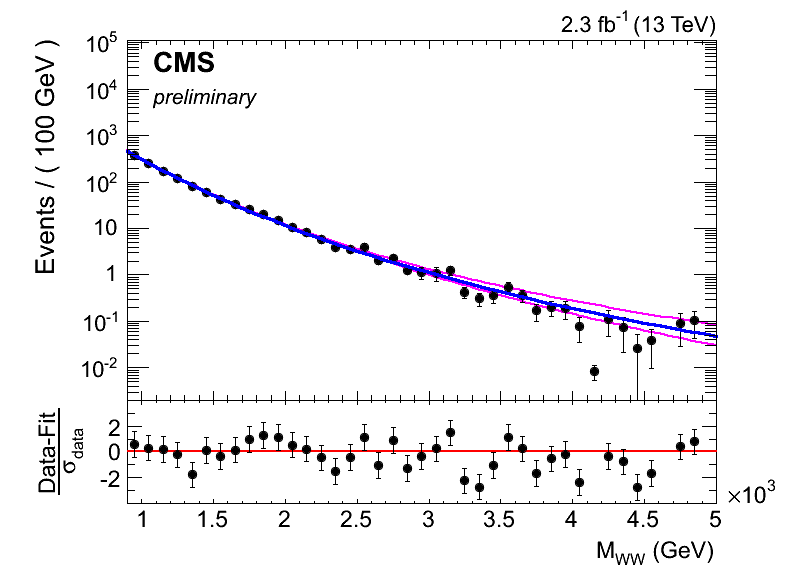 2.3 fb⁻¹ (13 TeV)
CMS
preliminary
Events / ( 100 GeV )
10⁵
10⁴
10³
10²
10
1
10⁻¹
10⁻²
Data-Fit
σ_data
2
0
-2
1 1.5 2 2.5 3 3.5 4 4.5 5
×10³
M_WW (GeV)